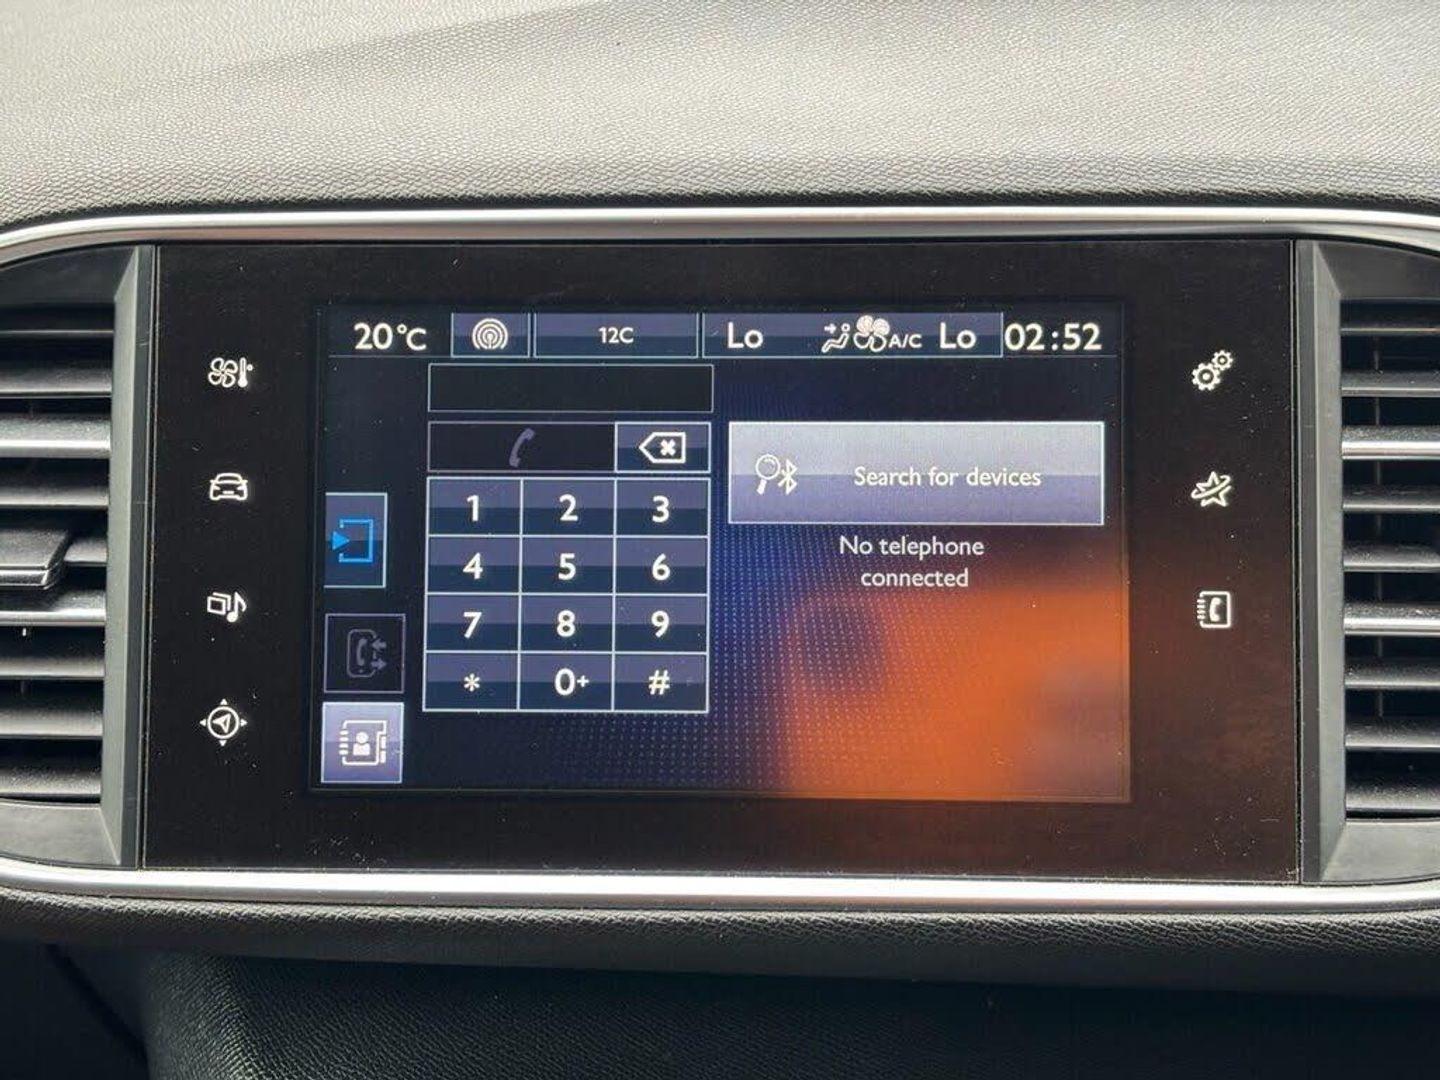 20°C 12C Lo A/C Lo 02:52
Search for devices
No telephone
connected
1 2 3
4 5 6
7 8 9
* 0+ #